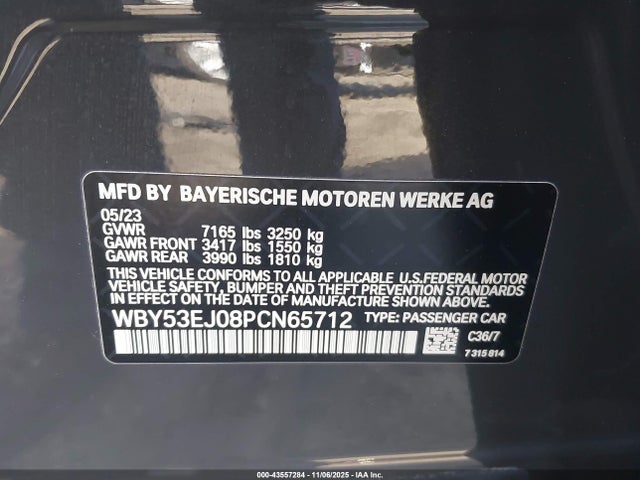 MFD BY BAYERISCHE MOTOREN WERKE AG
05/23
GVWR 7165 lbs 3250 kg
GAWR FRONT 3417 lbs 1550 kg
GAWR REAR 3990 lbs 1810 kg
THIS VEHICLE CONFORMS TO ALL APPLICABLE U.S.FEDERAL MOTOR
VEHICLE SAFETY, BUMPER AND THEFT PREVENTION STANDARDS
IN EFFECT ON THE DATE OF MANUFACTURE SHOWN ABOVE.
WBY53EJ08PCN65712 TYPE: PASSENGER CAR
C36/7
7 315 814
000-43557284 - 11/06/2025 - IAA Inc.